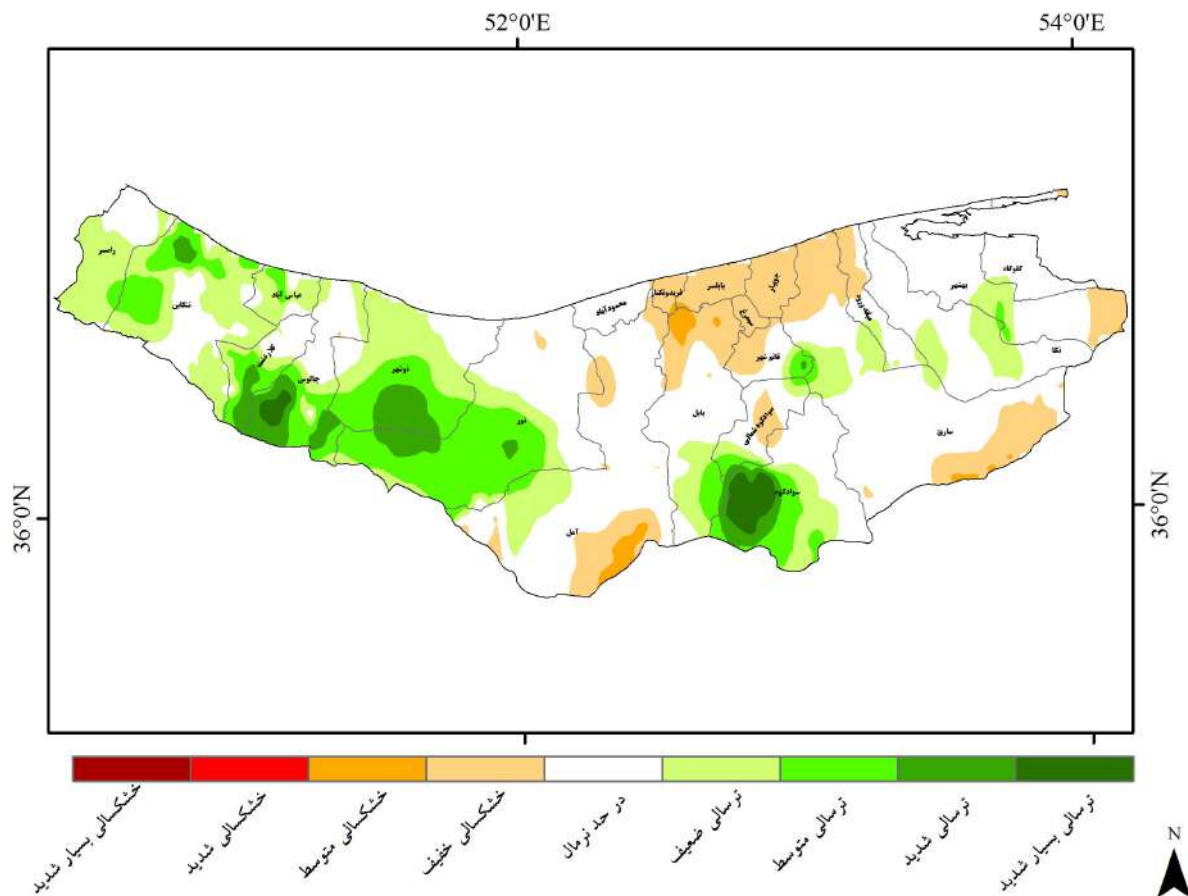 52°0'E
54°0'E
رامسر
تنکابن
عباس آباد
کلاردشت
چالوس
نوشهر
نور
محمودآباد
آمل
فریدونکنار
بابلسر
جویبار
سیمرغ
قائم شهر
بابل
سوادکوه شمالی
سوادکوه
میاندورود
ساری
بهشهر
گلوگاه
نکا
36°0'N
36°0'N
خشکسالی بسیار شدید
خشکسالی شدید
خشکسالی متوسط
خشکسالی خفیف
در حد نرمال
ترسالی ضعیف
ترسالی متوسط
ترسالی شدید
ترسالی بسیار شدید
N